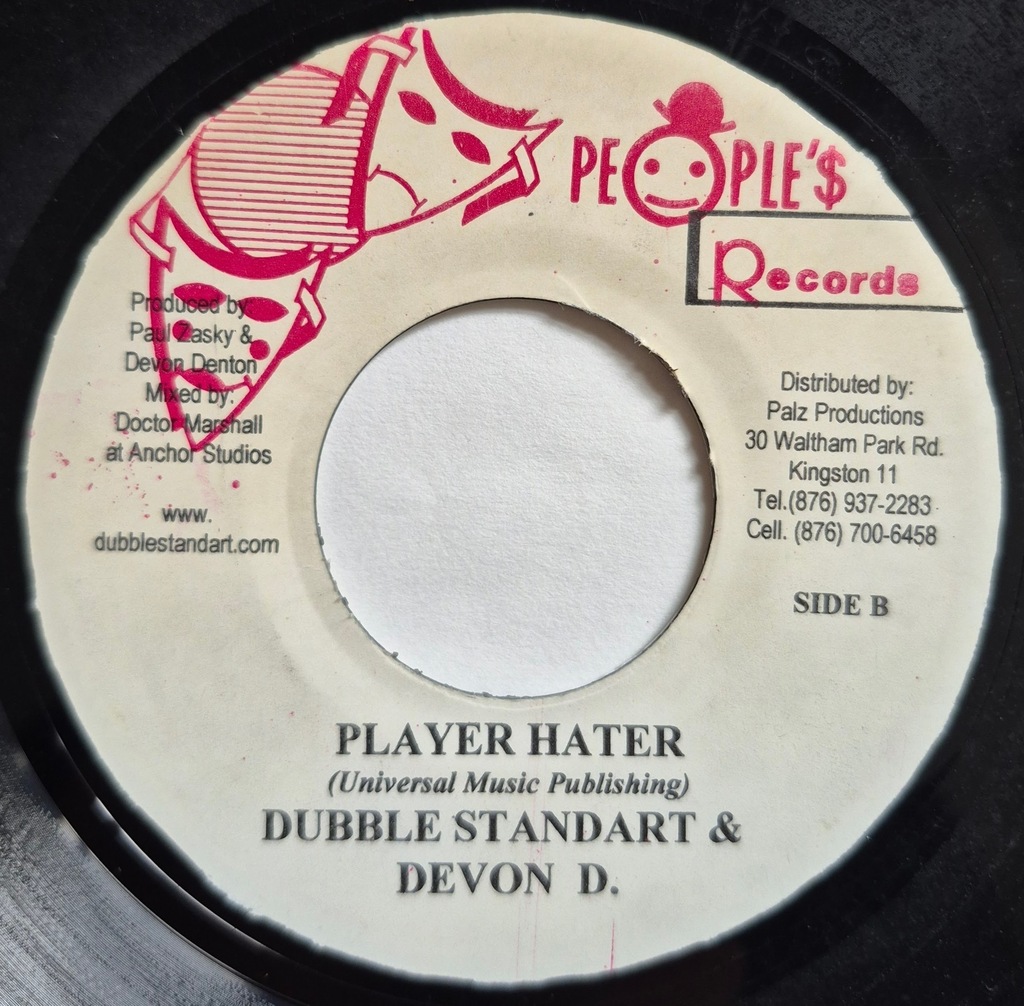 PEOPLE'$
Records
Produced by:
Paul Zasky &
Devon Denton
Mixed by:
Doctor Marshall
at Anchor Studios
www.
dubblestandart.com
Distributed by:
Palz Productions
30 Waltham Park Rd.
Kingston 11
Tel.(876) 937-2283
Cell. (876) 700-6458
SIDE B
PLAYER HATER
(Universal Music Publishing)
DUBBLE STANDART &
DEVON D.